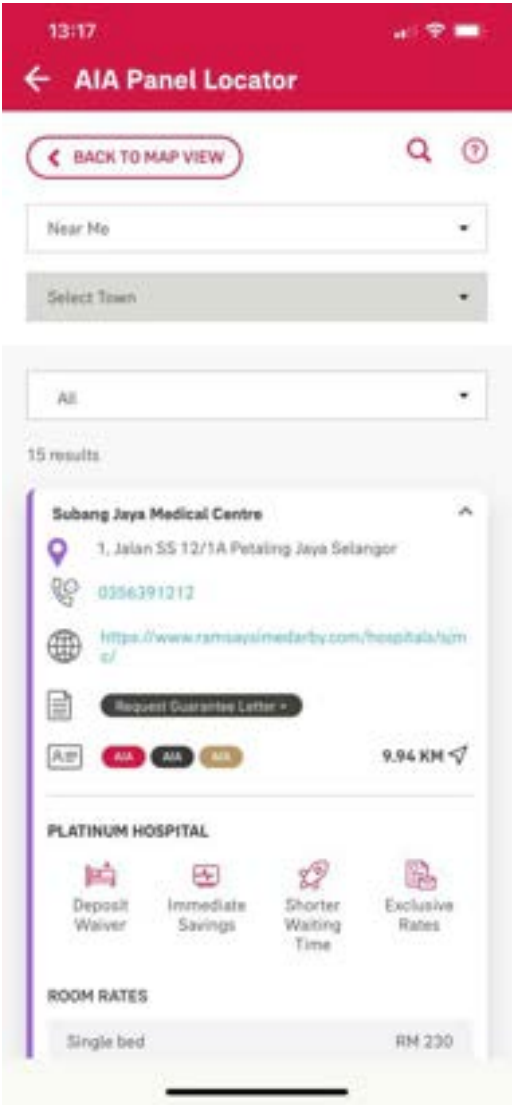 13:17
AIA Panel Locator
BACK TO MAP VIEW
Near Me
Select Town
All
15 results
Subang Jaya Medical Centre
1, Jalan SS 12/1A Petaling Jaya Selangor
0356391212
https://www.ramsaysimedarby.com/hospitals/sjm
c/
Request Guarantee Letter
AIA AIA AIA 9.94 KM
PLATINUM HOSPITAL
Deposit Immediate Shorter Exclusive
Waiver Savings Waiting Rates
Time
ROOM RATES
Single bed RM 230